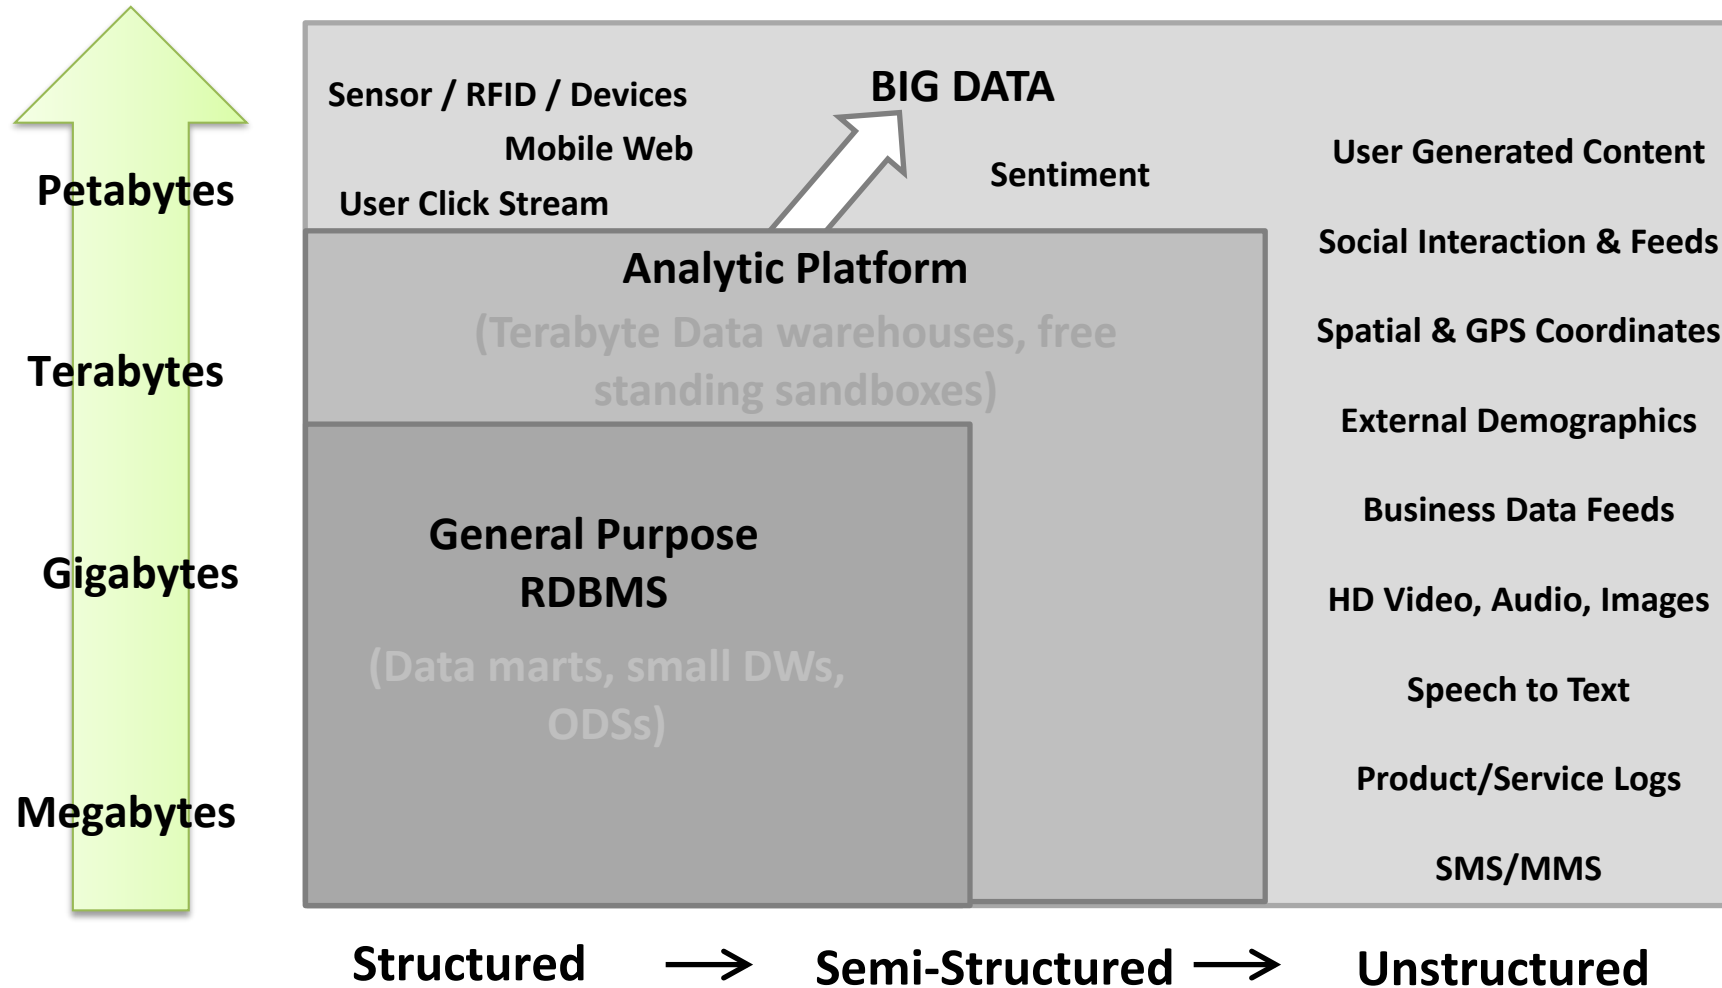 Petabytes
Terabytes
Gigabytes
Megabytes
Sensor / RFID / Devices
Mobile Web
User Click Stream
BIG DATA
Sentiment
Analytic Platform
(Terabyte Data warehouses, free
standing sandboxes)
General Purpose
RDBMS
(Data marts, small DWs,
ODSs)
User Generated Content
Social Interaction & Feeds
Spatial & GPS Coordinates
External Demographics
Business Data Feeds
HD Video, Audio, Images
Speech to Text
Product/Service Logs
SMS/MMS
Structured
Semi-Structured
Unstructured